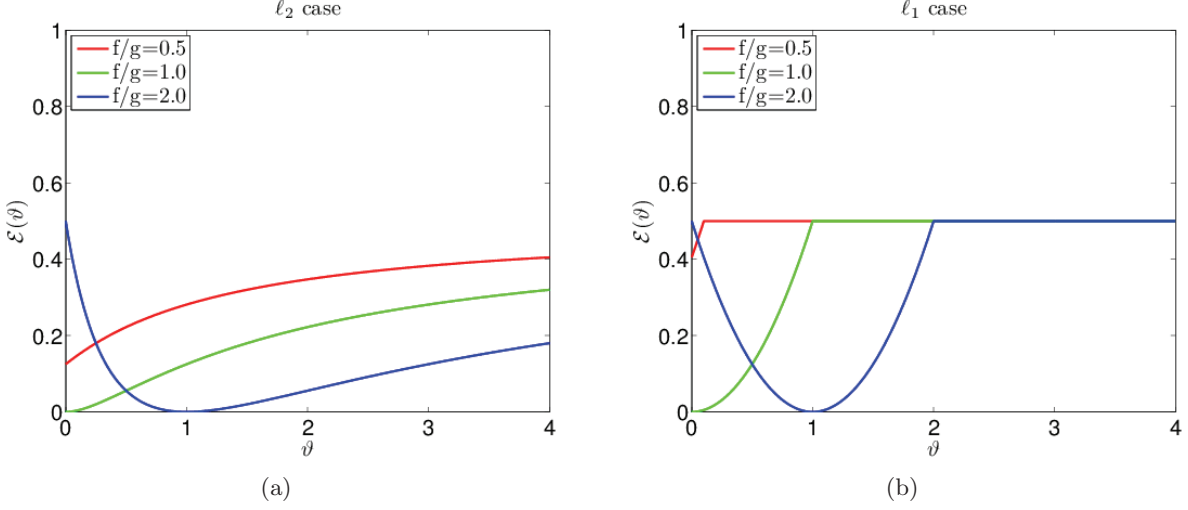 ℓ₂ case
1
0.8
0.6
0.4
0.2
0
ℰ(ϑ)
f/g=0.5
f/g=1.0
f/g=2.0
0 1 2 3 4
ϑ
(a)
ℓ₁ case
1
0.8
0.6
0.4
0.2
0
ℰ(ϑ)
f/g=0.5
f/g=1.0
f/g=2.0
0 1 2 3 4
ϑ
(b)